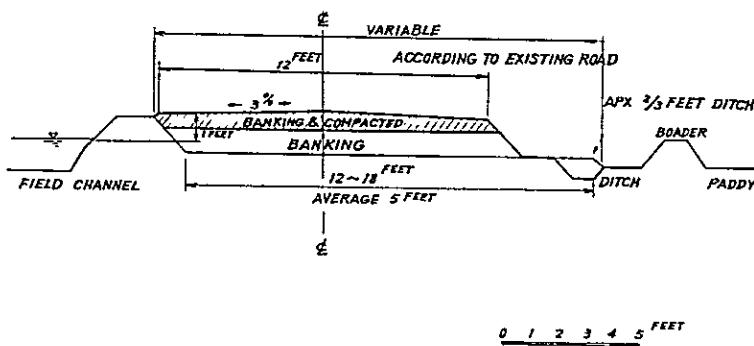 ℄
VARIABLE
12 FEET
ACCORDING TO EXISTING ROAD
← 3% →
APX 2/3 FEET DITCH
BANKING & COMPACTED
BOADER
1 FEET
BANKING
FIELD CHANNEL
12~18 FEET
DITCH
PADDY
AVERAGE 5 FEET
℄
0 1 2 3 4 5 FEET